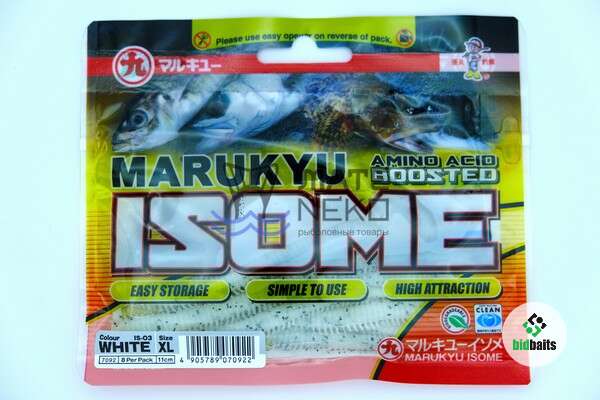 Please use easy opener on reverse of pack.
九 マルキユー
MARUKYU
AMINO ACID
BOOSTED
NEKO
рыболовные товары
ISOME
EASY STORAGE
SIMPLE TO USE
HIGH ATTRACTION
Colour IS-03 Size
WHITE XL
7092 8 Per Pack 11cm
4 905789 070922
CLEAN
マルキユーイソメ
MARUKYU ISOME
bidbaits